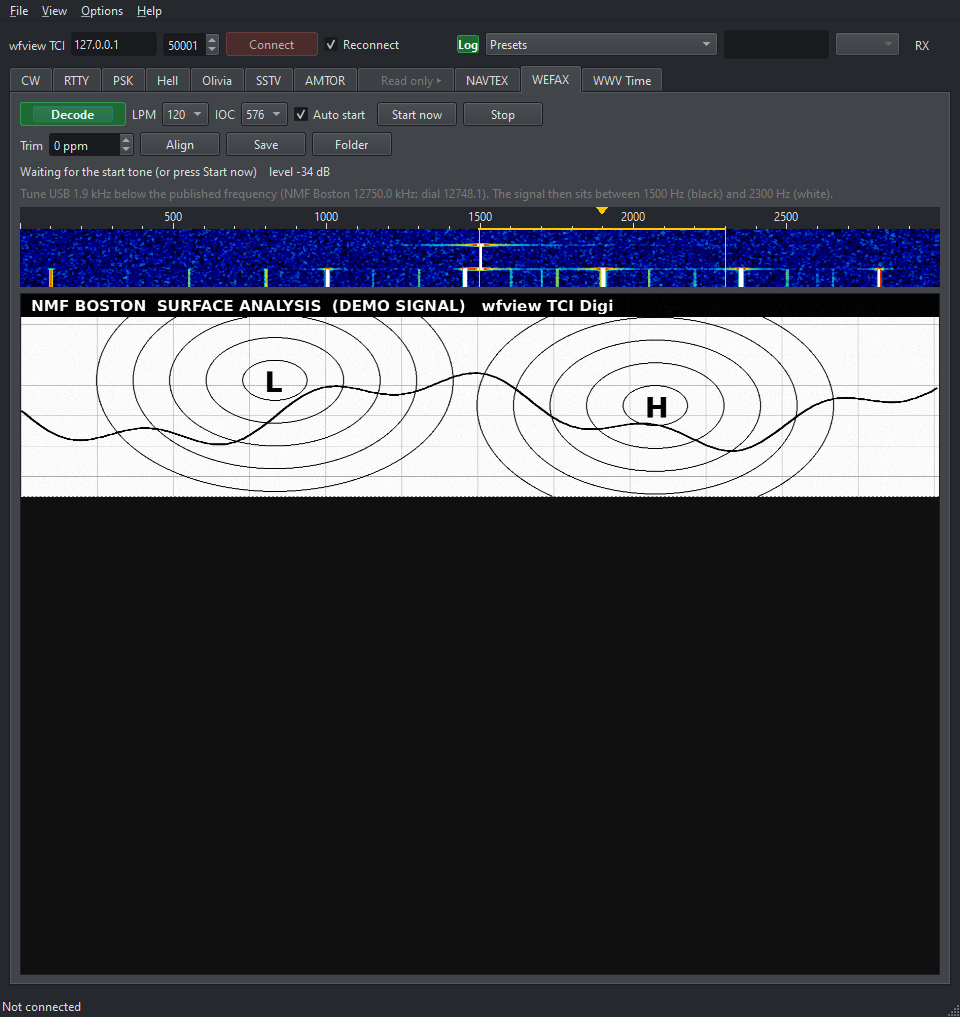 File View Options Help
wfview TCI 127.0.0.1 50001 Connect Reconnect Log Presets RX
CW RTTY PSK Hell Olivia SSTV AMTOR Read only NAVTEX WEFAX WWV Time
Decode LPM 120 IOC 576 Auto start Start now Stop
Trim 0 ppm Align Save Folder
Waiting for the start tone (or press Start now) level -34 dB
Tune USB 1.9 kHz below the published frequency (NMF Boston 12750.0 kHz: dial 12748.1). The signal then sits between 1500 Hz (black) and 2300 Hz (white).
500 1000 1500 2000 2500
NMF BOSTON SURFACE ANALYSIS (DEMO SIGNAL) wfview TCI Digi
L
H
Not connected